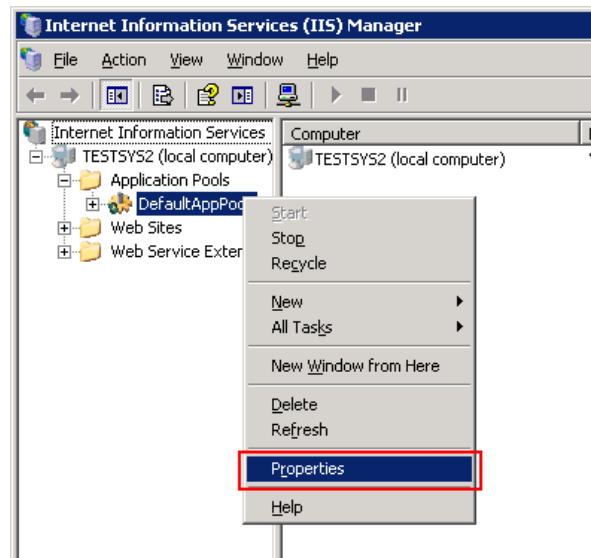 Internet Information Services (IIS) Manager
File Action View Window Help
Internet Information Services
Computer
TESTSYS2 (local computer)
TESTSYS2 (local computer)
Application Pools
DefaultAppPoo
Web Sites
Web Service Exter
Start
Stop
Recycle
New
All Tasks
New Window from Here
Delete
Refresh
Properties
Help